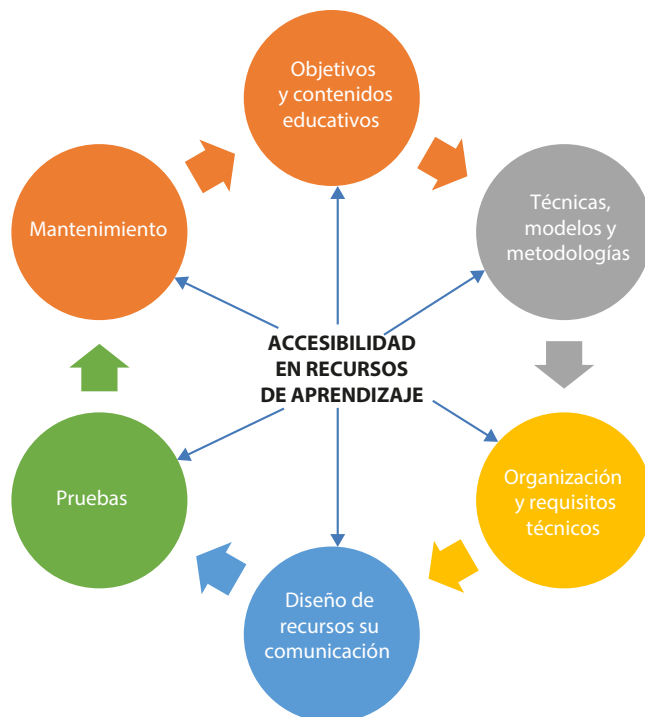 Objetivos
y contenidos
educativos
Técnicas,
modelos y
metodologías
Mantenimiento
ACCESIBILIDAD
EN RECURSOS
DE APRENDIZAJE
Organización
y requisitos
técnicos
Pruebas
Diseño de
recursos su
comunicación